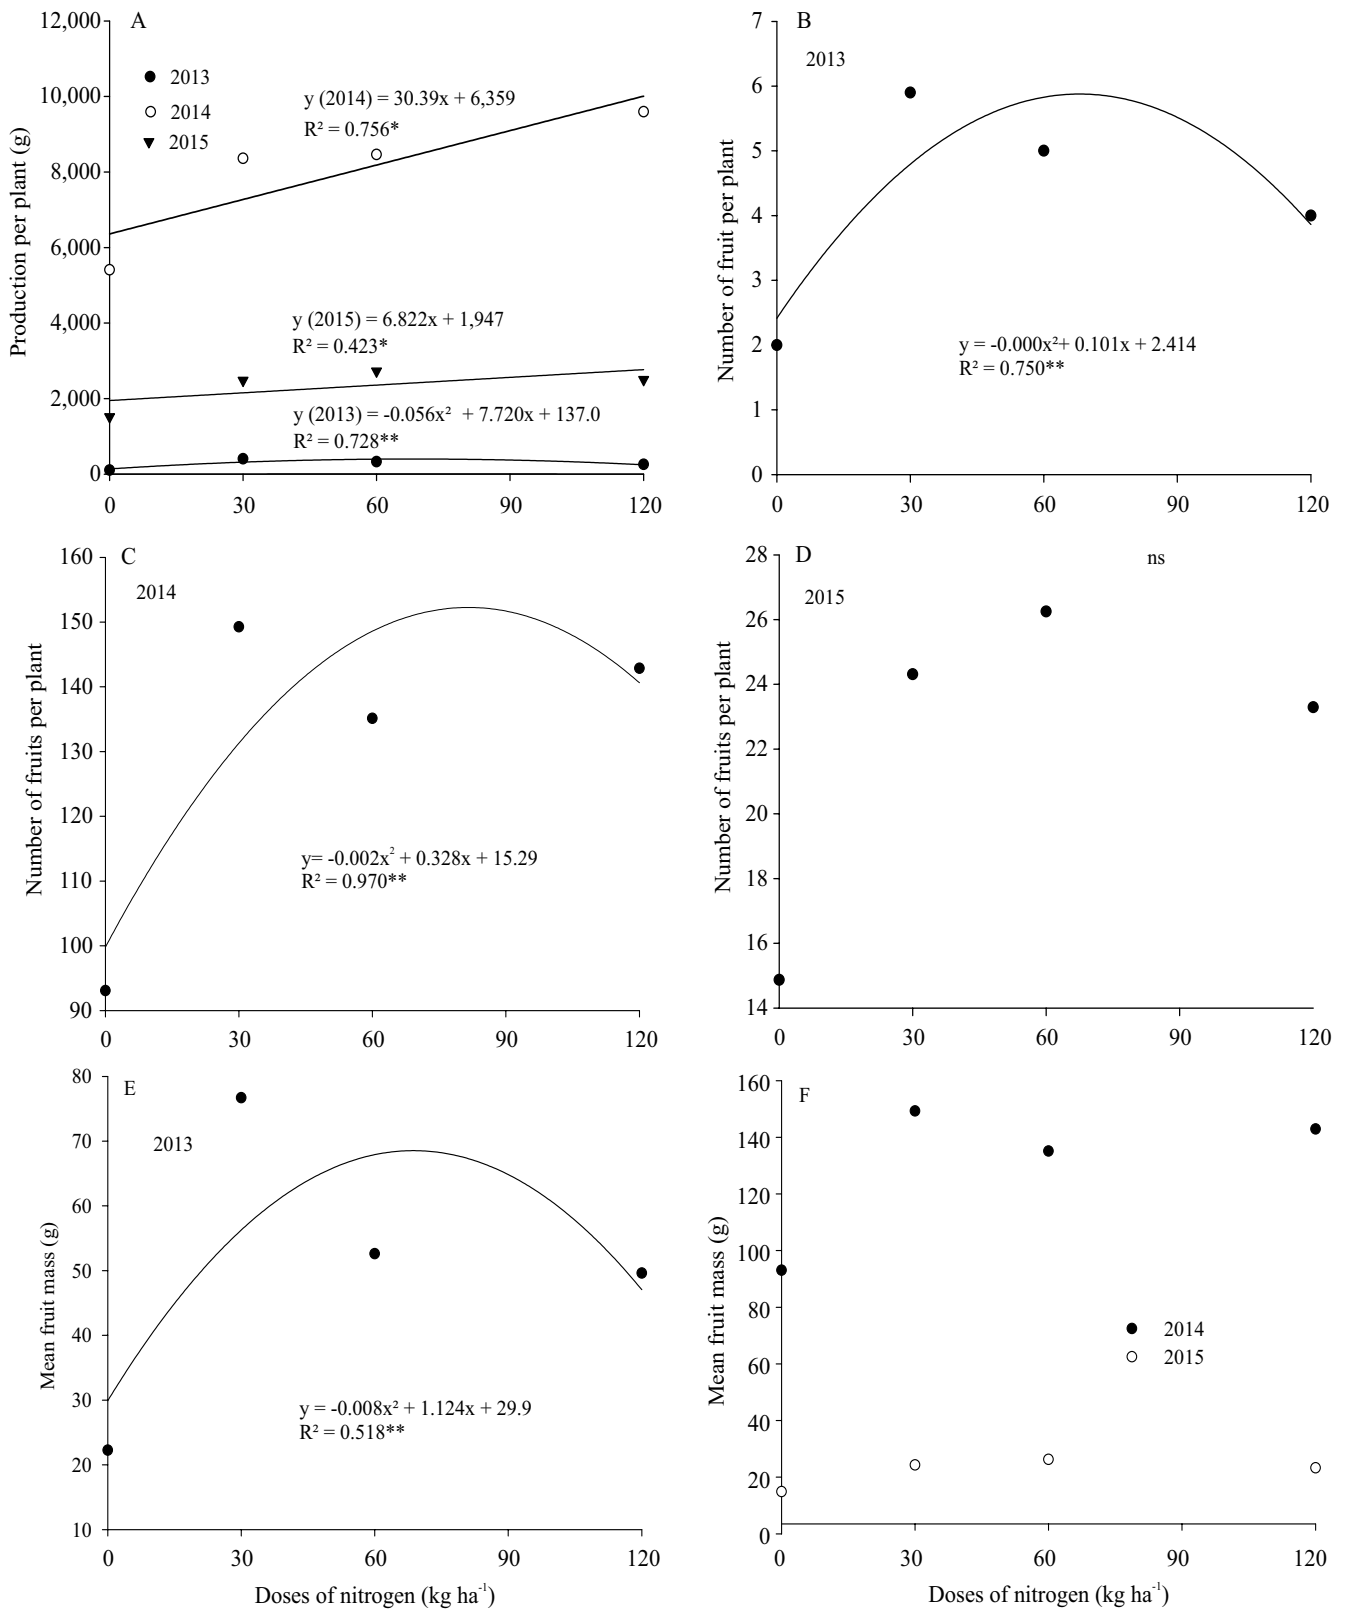 12,000
10,000
8,000
6,000
4,000
2,000
0
Production per plant (g)
A
2013
2014
2015
y (2014) = 30.39x + 6,359
R² = 0.756*
y (2015) = 6.822x + 1,947
R² = 0.423*
y (2013) = -0.056x² + 7.720x + 137.0
R² = 0.728**
0 30 60 90 120
7
6
5
4
3
2
1
0
Number of fruit per plant
B
2013
y = -0.000x²+ 0.101x + 2.414
R² = 0.750**
0 30 60 90 120
160
150
140
130
120
110
100
90
Number of fruits per plant
C
2014
y= -0.002x² + 0.328x + 15.29
R² = 0.970**
0 30 60 90 120
28
26
24
22
20
18
16
14
Number of fruits per plant
D
ns
2015
0 30 60 90 120
80
70
60
50
40
30
20
10
Mean fruit mass (g)
E
2013
y = -0.008x² + 1.124x + 29.9
R² = 0.518**
0 30 60 90 120
Doses of nitrogen (kg ha⁻¹)
160
140
120
100
80
60
40
20
0
Mean fruit mass (g)
F
2014
2015
0 30 60 90 120
Doses of nitrogen (kg ha⁻¹)